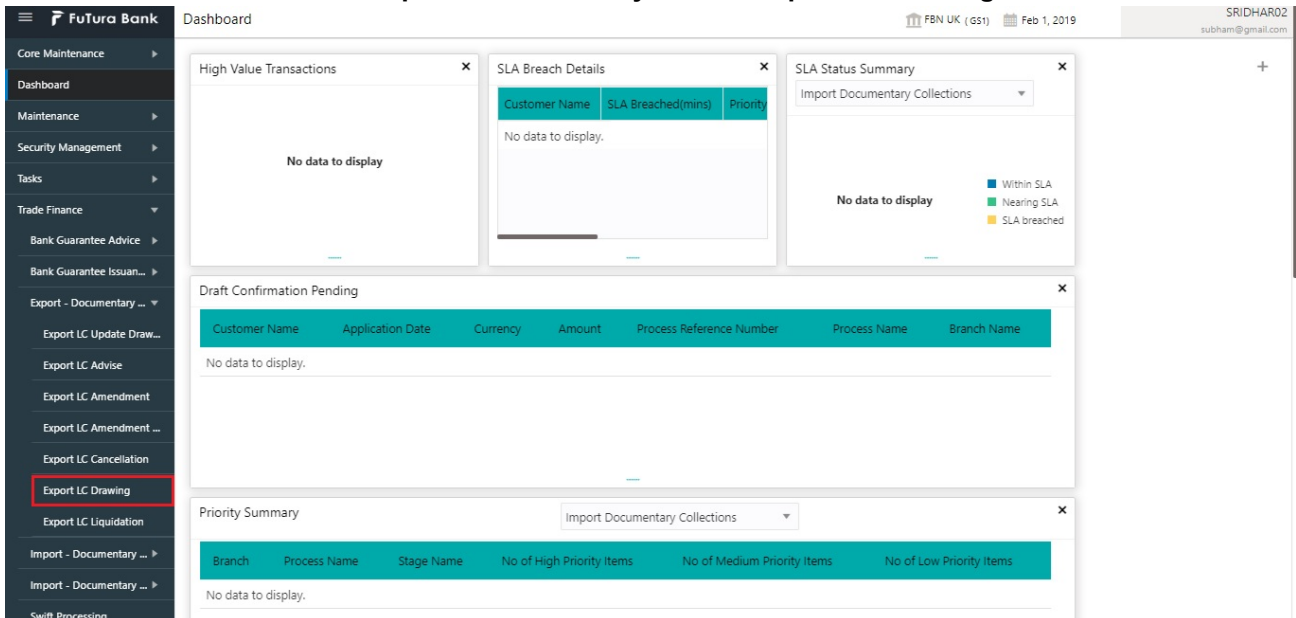 FuTura Bank
Dashboard
FBN UK ( GS1)
Feb 1, 2019
SRIDHAR02
subham@gmail.com
Core Maintenance
Dashboard
Maintenance
Security Management
Tasks
Trade Finance
Bank Guarantee Advice
Bank Guarantee Issuan...
Export - Documentary ...
Export LC Update Draw...
Export LC Advise
Export LC Amendment
Export LC Amendment ...
Export LC Cancellation
Export LC Drawing
Export LC Liquidation
Import - Documentary ...
Import - Documentary ...
Swift Processing
High Value Transactions
No data to display
SLA Breach Details
Customer Name SLA Breached(mins) Priority
No data to display.
SLA Status Summary
Import Documentary Collections
No data to display
Within SLA
Nearing SLA
SLA breached
Draft Confirmation Pending
Customer Name Application Date Currency Amount Process Reference Number Process Name Branch Name
No data to display.
Priority Summary
Import Documentary Collections
Branch Process Name Stage Name No of High Priority Items No of Medium Priority Items No of Low Priority Items
No data to display.